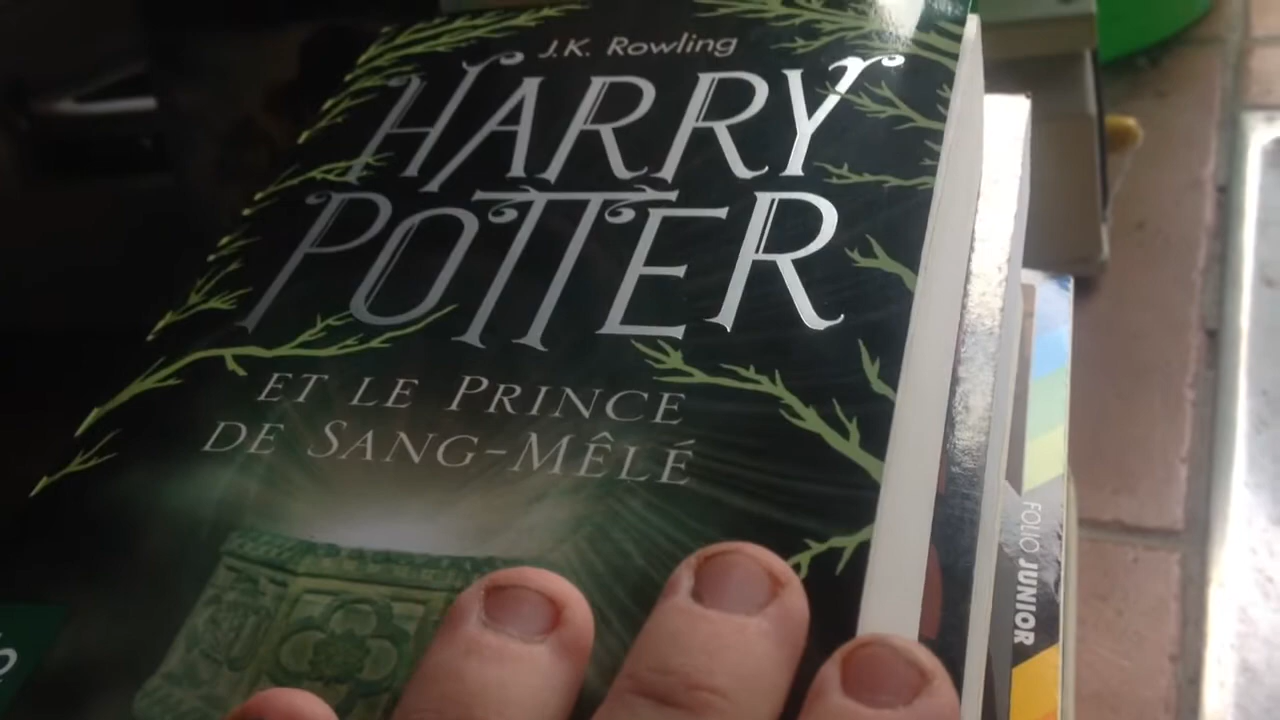 J.K. Rowling
HARRY
POTTER
ET LE PRINCE
DE SANG-MÊLÉ
FOLIO JUNIOR